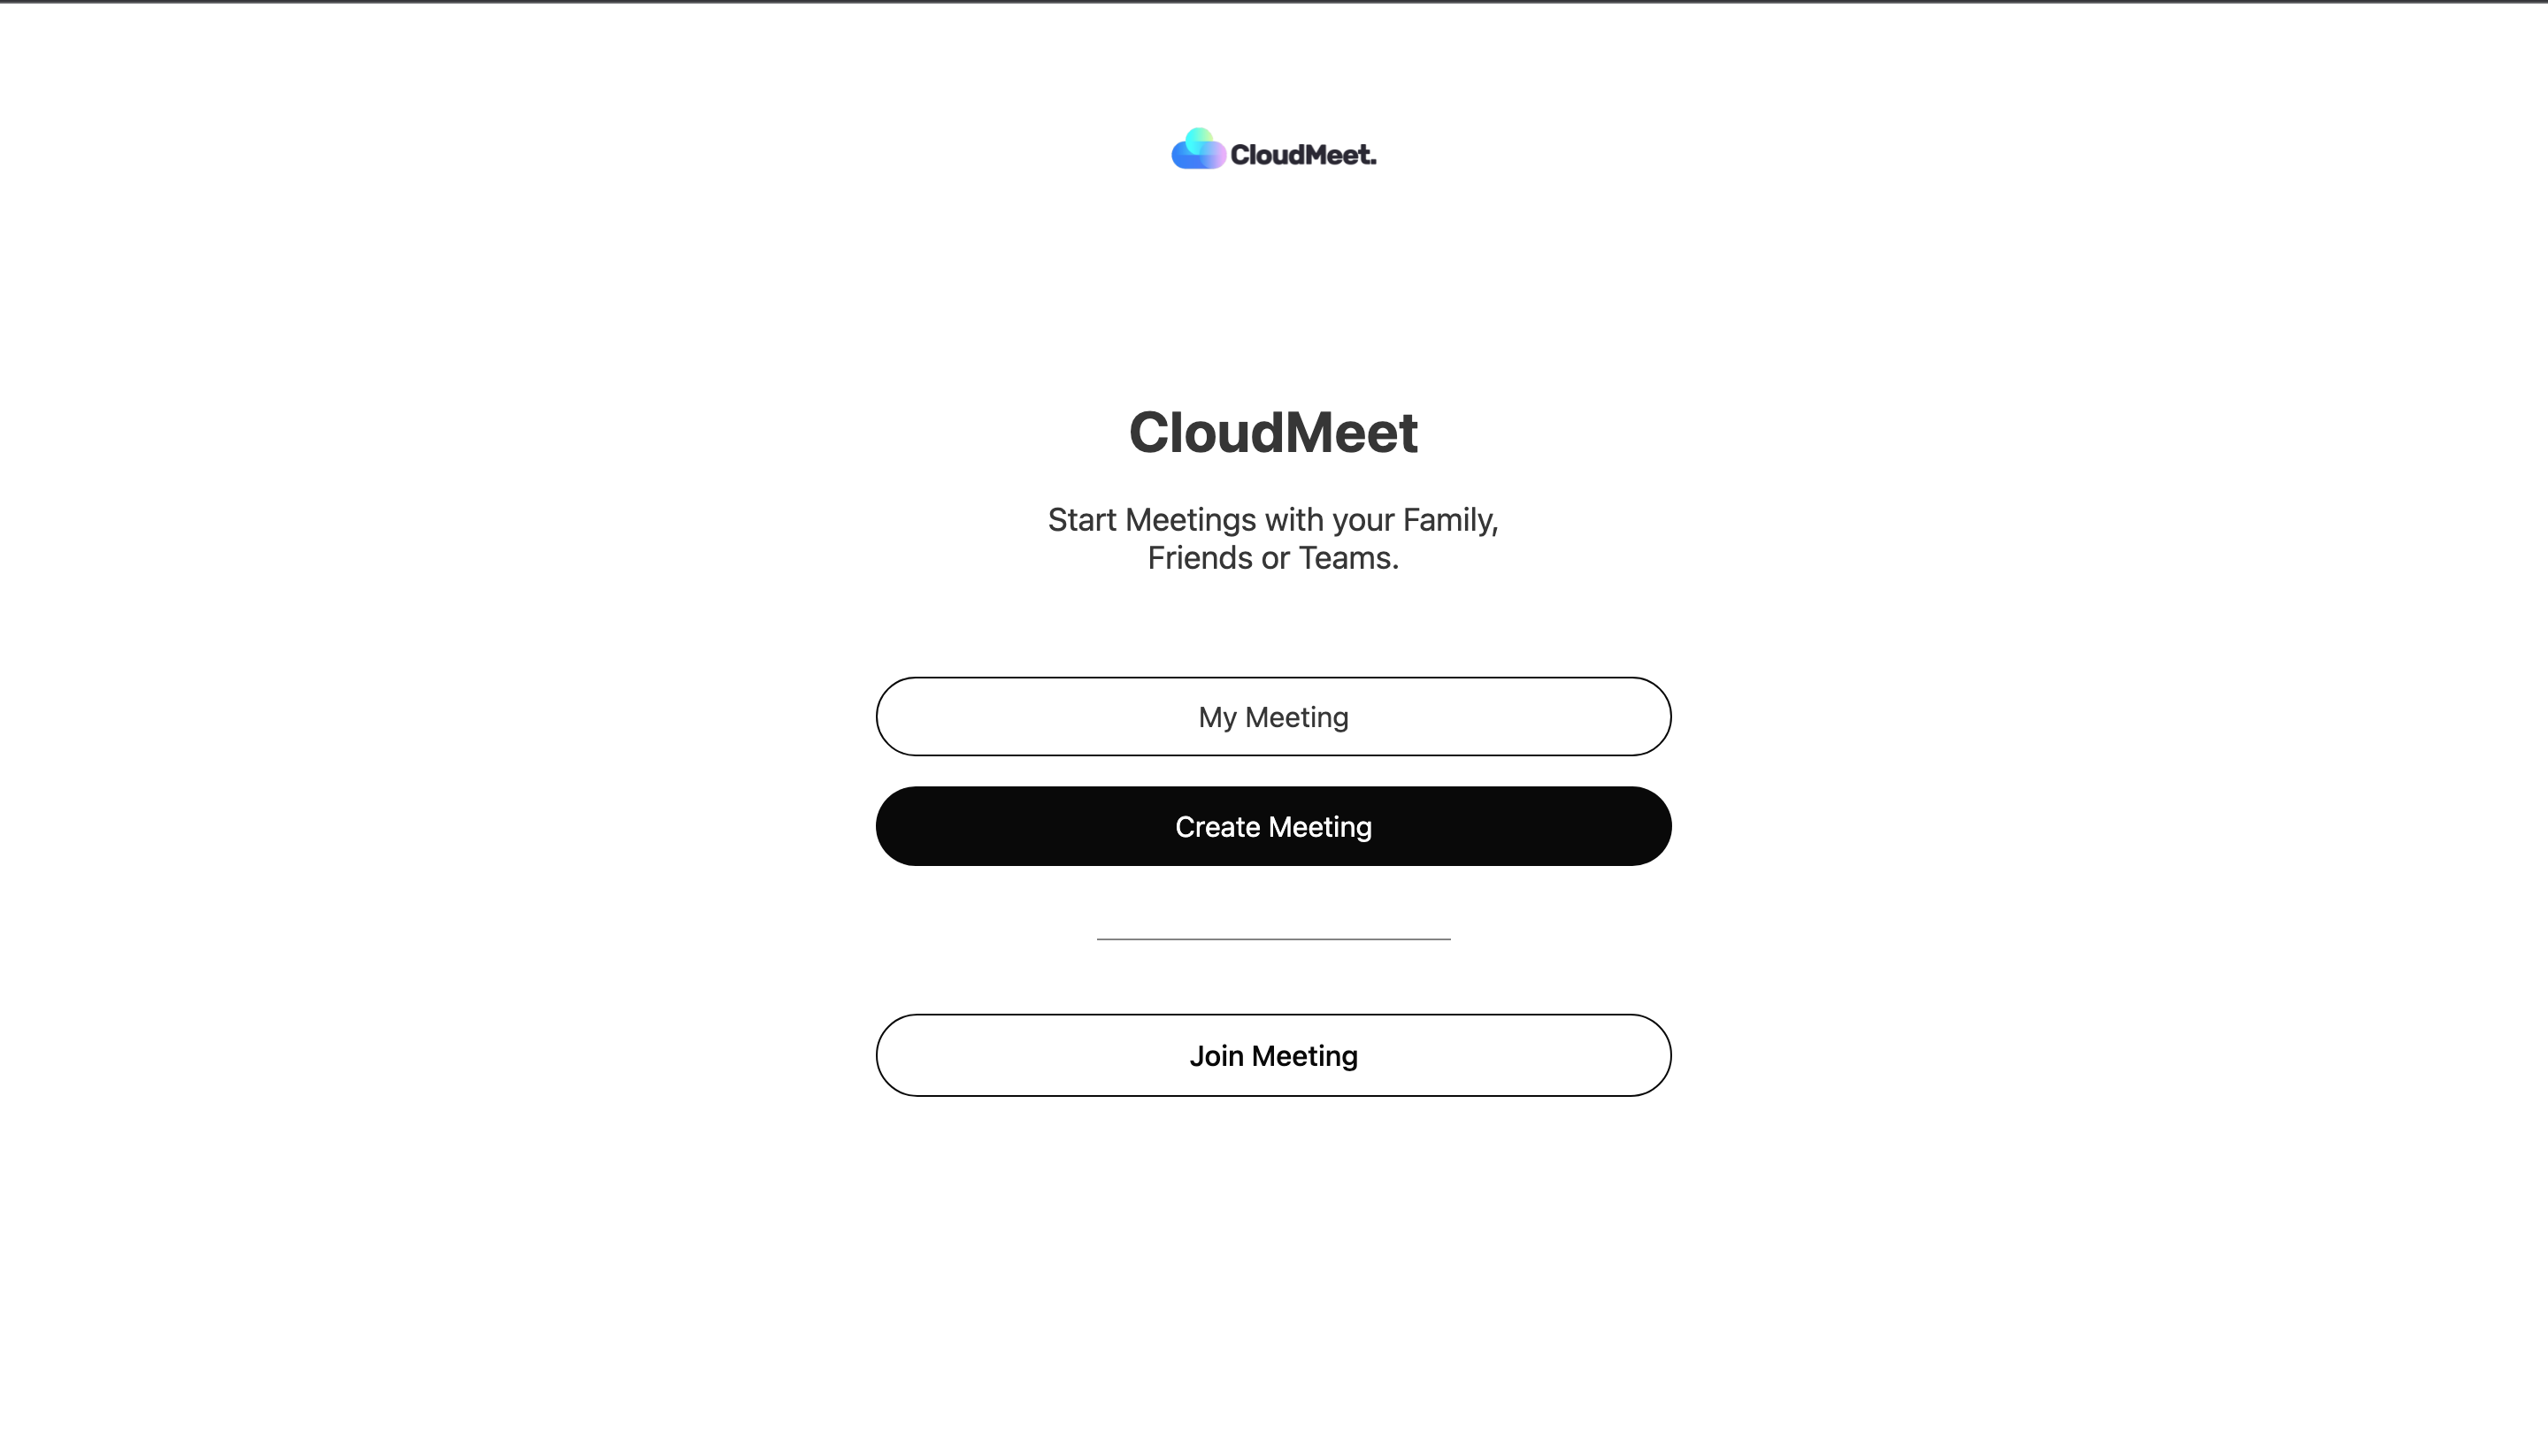 CloudMeet.
CloudMeet
Start Meetings with your Family,
Friends or Teams.
My Meeting
Create Meeting
Join Meeting